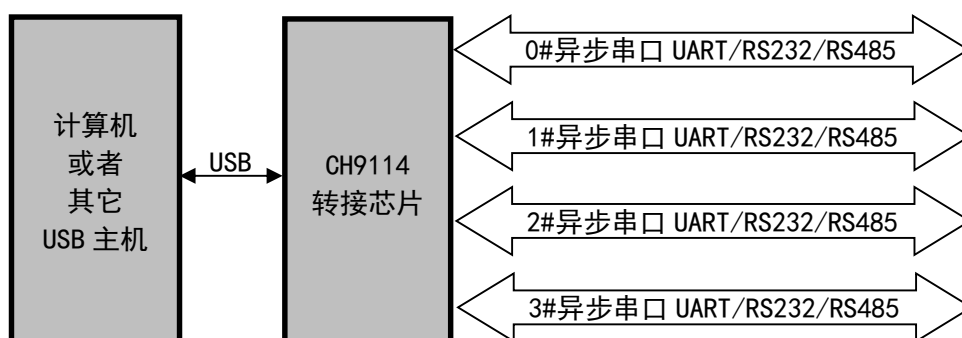 计算机
或者
其它
USB 主机
USB
CH9114
转接芯片
0#异步串口 UART/RS232/RS485
1#异步串口 UART/RS232/RS485
2#异步串口 UART/RS232/RS485
3#异步串口 UART/RS232/RS485